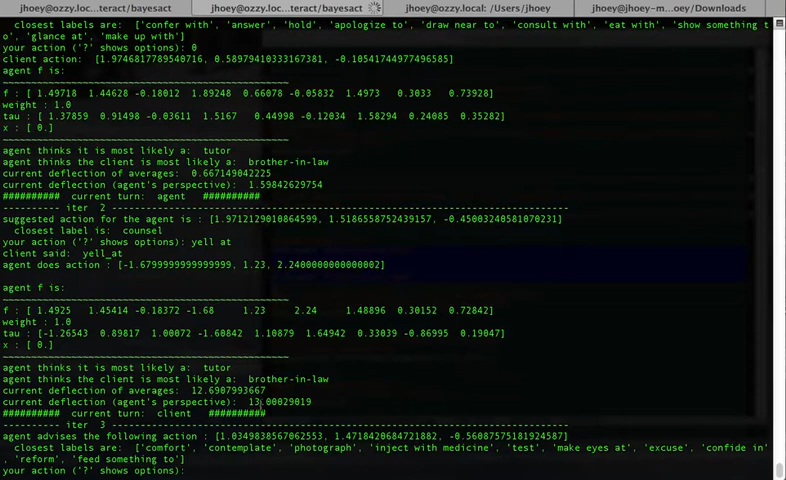 jhoey@ozzy.loc...teract/bayesact jhoey@ozzy.loc...teract/bayesact jhoey@ozzy.local: /Users/jhoey jhoey@jhoey-m...oey/Downloads
closest labels are: ['confer with', 'answer', 'hold', 'apologize to', 'draw near to', 'consult with', 'eat with', 'show something t
o', 'glance at', 'make up with']
your action ('?' shows options): 0
client action: [1.9746817789540716, 0.58979410333167381, -0.10541744977496585]
agent f is:
~~~~~~~~~~~~~~~~~~~~~~~~~~~~~~~~~~~~~~~~~~~~~~~~~~~~
f : [ 1.49718 1.44628 -0.18012 1.89248 0.66078 -0.05832 1.4973 0.3033 0.73928]
weight : 1.0
tau : [ 1.37859 0.91498 -0.03611 1.5167 0.44998 -0.12034 1.58294 0.24085 0.35282]
x : [ 0.]
~~~~~~~~~~~~~~~~~~~~~~~~~~~~~~~~~~~~~~~~~~~~~~~~~~~~
agent thinks it is most likely a: tutor
agent thinks the client is most likely a: brother-in-law
current deflection of averages: 0.667149042225
current deflection (agent's perspective): 1.59842629754
########## current turn: agent ##########
---------- iter 2 --------------------------------------------------------------------------------
suggested action for the agent is : [1.9712129010864599, 1.5186558752439157, -0.45003240581070231]
closest label is: counsel
your action ('?' shows options): yell at
client said: yell_at
agent does action : [-1.6799999999999999, 1.23, 2.2400000000000002]
agent f is:
~~~~~~~~~~~~~~~~~~~~~~~~~~~~~~~~~~~~~~~~~~~~~~~~~~~~
f : [ 1.4925 1.45414 -0.18372 -1.68 1.23 2.24 1.48896 0.30152 0.72842]
weight : 1.0
tau : [-1.26543 0.89817 1.00072 -1.60842 1.10879 1.64942 0.33039 -0.86995 0.19047]
x : [ 0.]
~~~~~~~~~~~~~~~~~~~~~~~~~~~~~~~~~~~~~~~~~~~~~~~~~~~~
agent thinks it is most likely a: tutor
agent thinks the client is most likely a: brother-in-law
current deflection of averages: 12.6907993667
current deflection (agent's perspective): 13.00029019
########## current turn: client ##########
---------- iter 3 --------------------------------------------------------------------------------
agent advises the following action : [1.0349838567062553, 1.4718420684721882, -0.56087575181924587]
closest labels are: ['comfort', 'contemplate', 'photograph', 'inject with medicine', 'test', 'make eyes at', 'excuse', 'confide in'
, 'reform', 'feed something to']
your action ('?' shows options):